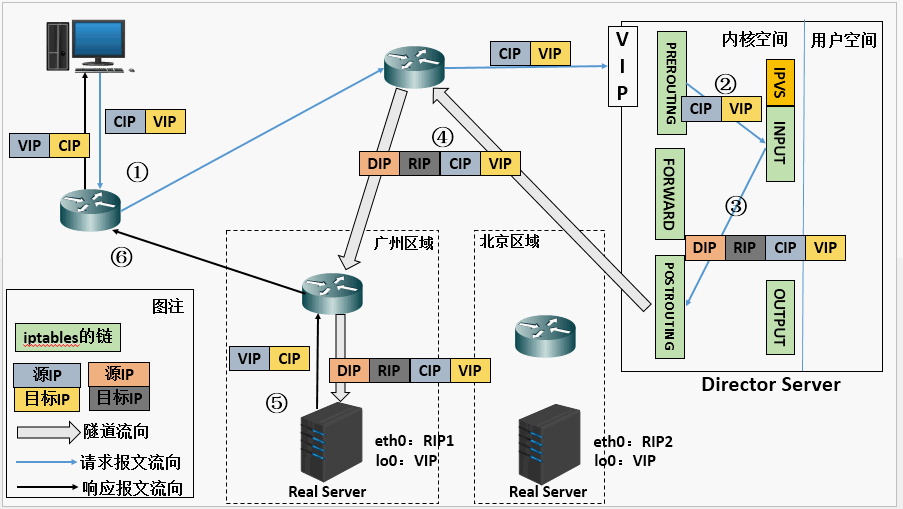 CIP VIP
VIP CIP
①
CIP VIP
VIP
PREROUTING
内核空间
用户空间
IPVS
②
CIP VIP
INPUT
④
DIP RIP CIP VIP
FORWARD
③
DIP RIP CIP VIP
POSTROUTING
OUTPUT
Director Server
⑥
广州区域
北京区域
VIP CIP
DIP RIP CIP VIP
⑤
eth0：RIP1
lo0：VIP
Real Server
eth0：RIP2
lo0：VIP
Real Server
图注
iptables的链
源IP 源IP
目标IP 目标IP
隧道流向
请求报文流向
响应报文流向